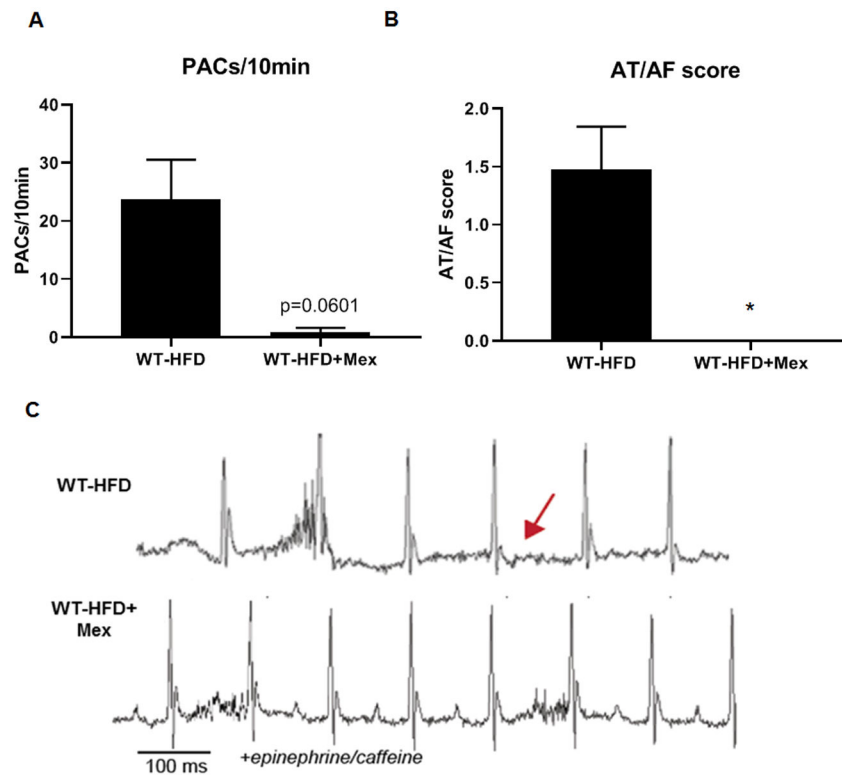 A
B
PACs/10min
AT/AF score
PACs/10min
40
30
20
10
0
p=0.0601
WT-HFD
WT-HFD+Mex
AT/AF score
2.0
1.5
1.0
0.5
0.0
*
WT-HFD
WT-HFD+Mex
C
WT-HFD
WT-HFD+
Mex
100 ms
+epinephrine/caffeine